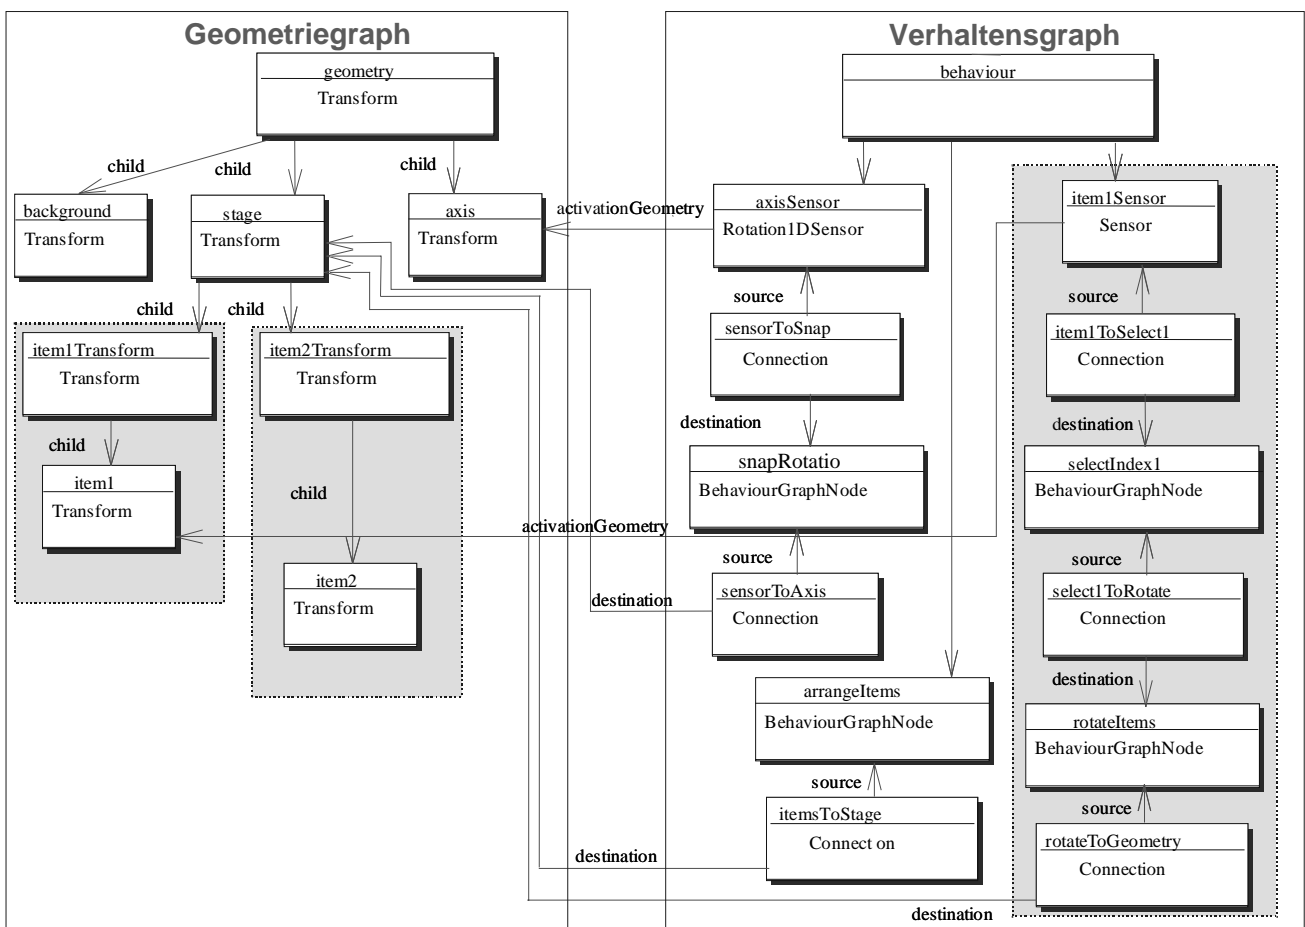 Geometriegraph
geometry
Transform
child
child
child
background
Transform
stage
Transform
axis
Transform
child
child
item1Transform
Transform
item2Transform
Transform
child
item1
Transform
child
item2
Transform
Verhaltensgraph
behaviour
activationGeometry
axisSensor
Rotation1DSensor
item1Sensor
Sensor
source
source
sensorToSnap
Connection
item1ToSelect1
Connection
destination
destination
snapRotatio
BehaviourGraphNode
selectIndex1
BehaviourGraphNode
activationGeometry
source
source
destination
sensorToAxis
Connection
select1ToRotate
Connection
destination
arrangeItems
BehaviourGraphNode
rotateItems
BehaviourGraphNode
source
source
itemsToStage
Connect on
rotateToGeometry
Connection
destination
destination